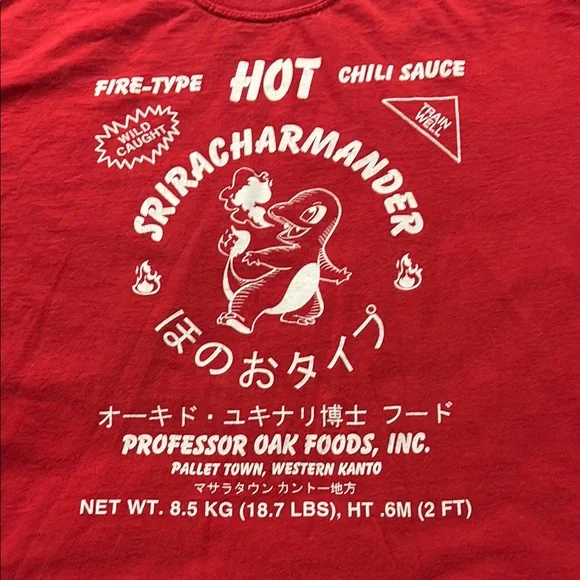 FIRE-TYPE HOT CHILI SAUCE
WILD CAUGHT
TRAIN WELL
SRIRACHARMANDER
ほのおタイプ
オーキド・ユキナリ博士 フード
PROFESSOR OAK FOODS, INC.
PALLET TOWN, WESTERN KANTO
マサラタウン カントー地方
NET WT. 8.5 KG (18.7 LBS), HT .6M (2 FT)